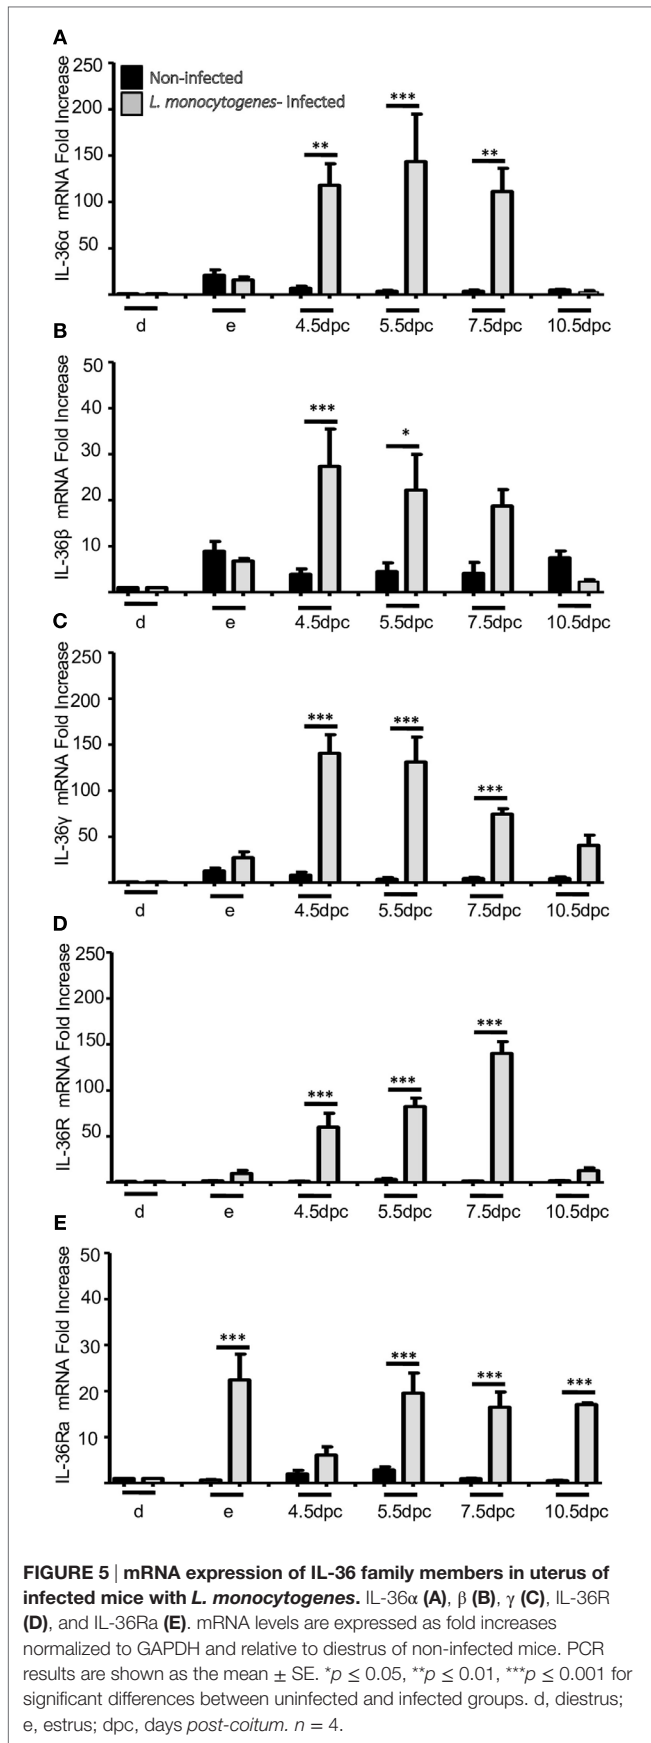 A
IL-36α mRNA Fold Increase
250
200
150
100
50
Non-infected
L. monocytogenes- Infected
** *** **
d e 4.5dpc 5.5dpc 7.5dpc 10.5dpc
B
IL-36β mRNA Fold Increase
50
40
30
20
10
*** *
d e 4.5dpc 5.5dpc 7.5dpc 10.5dpc
C
IL-36γ mRNA Fold Increase
250
200
150
100
50
*** *** ***
d e 4.5dpc 5.5dpc 7.5dpc 10.5dpc
D
IL-36R mRNA Fold Increase
250
200
150
100
50
*** *** ***
d e 4.5dpc 5.5dpc 7.5dpc 10.5dpc
E
IL-36Ra mRNA Fold Increase
50
40
30
20
10
*** *** *** ***
d e 4.5dpc 5.5dpc 7.5dpc 10.5dpc
FIGURE 5 | mRNA expression of IL-36 family members in uterus of
infected mice with L. monocytogenes. IL-36α (A), β (B), γ (C), IL-36R
(D), and IL-36Ra (E). mRNA levels are expressed as fold increases
normalized to GAPDH and relative to diestrus of non-infected mice. PCR
results are shown as the mean ± SE. *p ≤ 0.05, **p ≤ 0.01, ***p ≤ 0.001 for
significant differences between uninfected and infected groups. d, diestrus;
e, estrus; dpc, days post-coitum. n = 4.